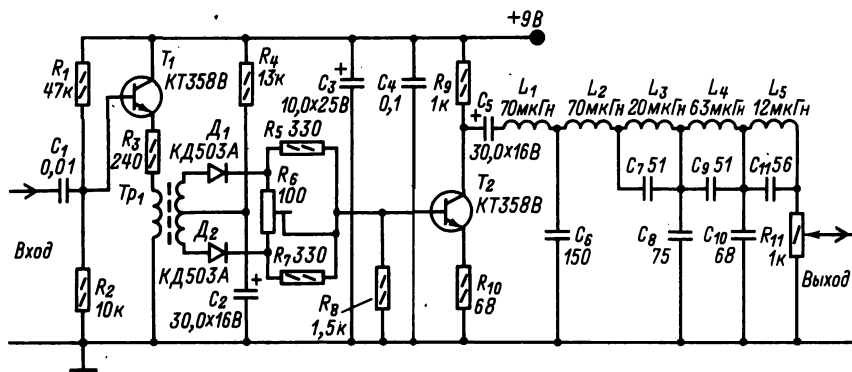 +9В
R1
47к
T1
КТ358В
R3
240
C1
0,01
Тр1
Вход
R2
10к
Д1
КД503А
Д2
КД503А
C2
30,0x16В
R4
13к
R5 330
R6
100
R7 330
C3
+
10,0x25В
C4
0,1
R8
1,5к
R9
1к
C5
+
30,0x16В
T2
КТ358В
R10
68
L1
70мкГн
L2
70мкГн
L3
20мкГн
L4
63мкГн
L5
12мкГн
C6
150
C7 51
C8
75
C9 51
C10
68
C11 56
R11
1к
Выход